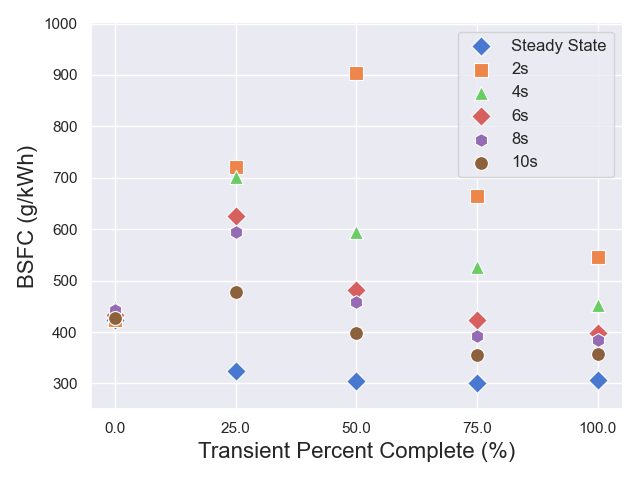 1000
900
800
700
600
500
400
300
BSFC (g/kWh)
0.0 25.0 50.0 75.0 100.0
Transient Percent Complete (%)
Steady State
2s
4s
6s
8s
10s